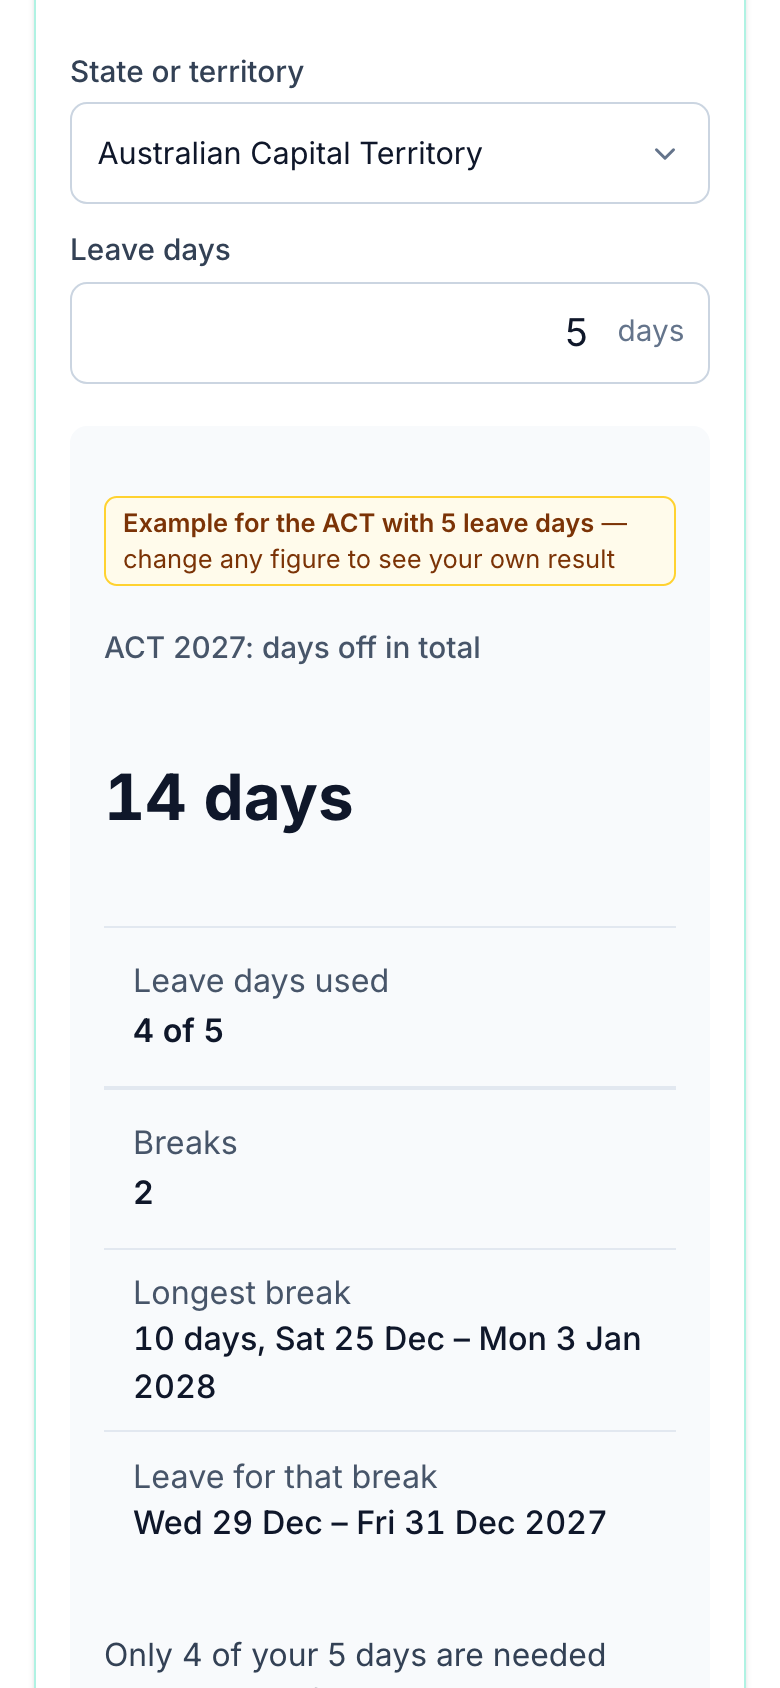 State or territory
Australian Capital Territory
Leave days
5 days
Example for the ACT with 5 leave days —
change any figure to see your own result
ACT 2027: days off in total
14 days
Leave days used
4 of 5
Breaks
2
Longest break
10 days, Sat 25 Dec – Mon 3 Jan
2028
Leave for that break
Wed 29 Dec – Fri 31 Dec 2027
Only 4 of your 5 days are needed